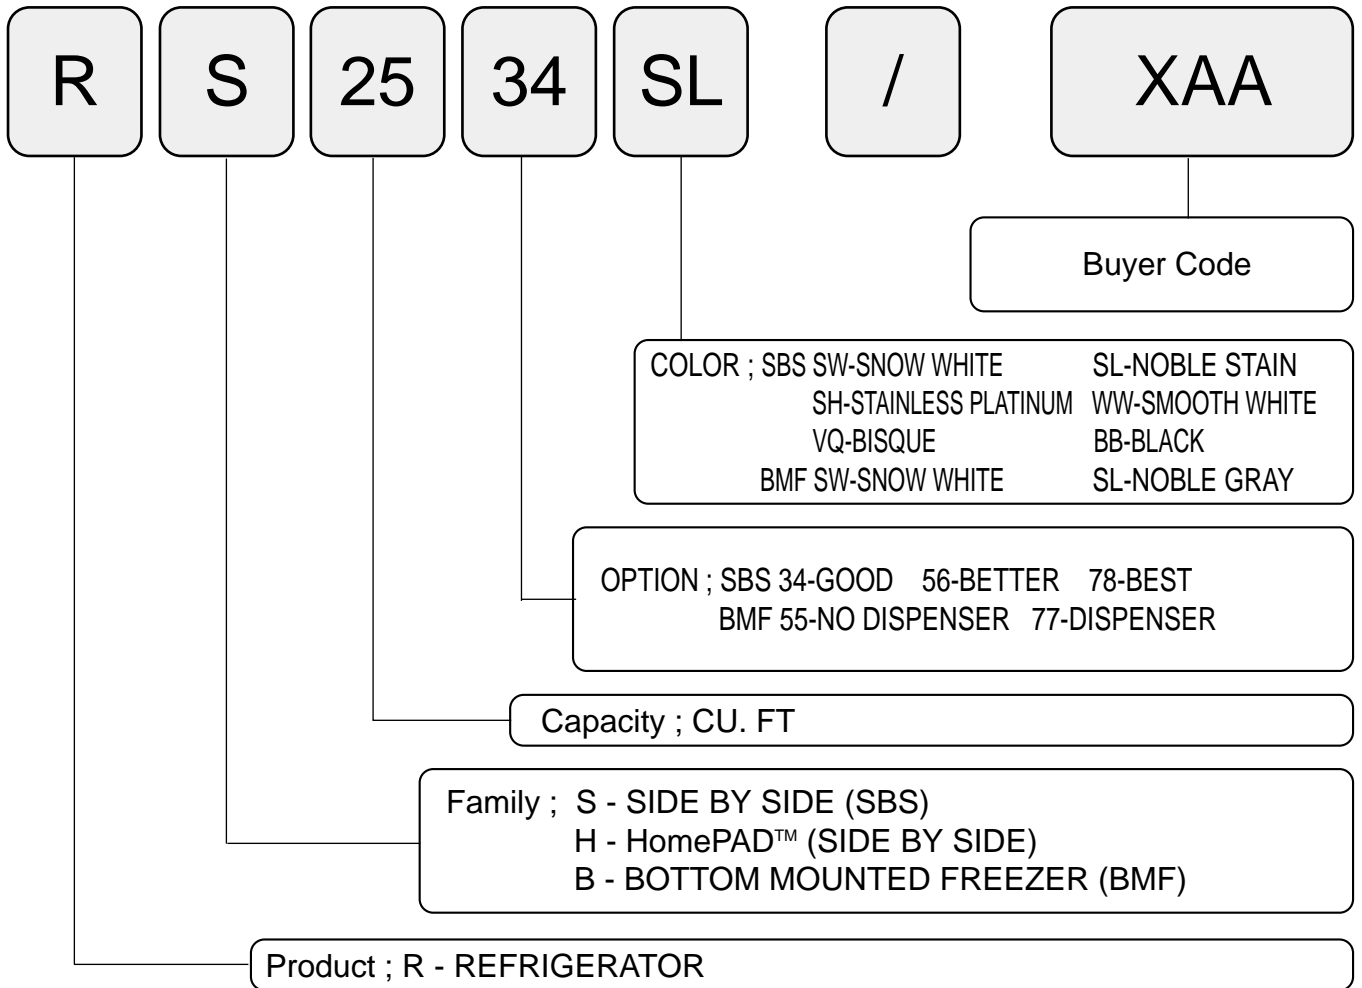 R S 25 34 SL / XAA
Buyer Code
COLOR ; SBS SW-SNOW WHITE SL-NOBLE STAIN
SH-STAINLESS PLATINUM WW-SMOOTH WHITE
VQ-BISQUE BB-BLACK
BMF SW-SNOW WHITE SL-NOBLE GRAY
OPTION ; SBS 34-GOOD 56-BETTER 78-BEST
BMF 55-NO DISPENSER 77-DISPENSER
Capacity ; CU. FT
Family ; S - SIDE BY SIDE (SBS)
H - HomePAD™ (SIDE BY SIDE)
B - BOTTOM MOUNTED FREEZER (BMF)
Product ; R - REFRIGERATOR